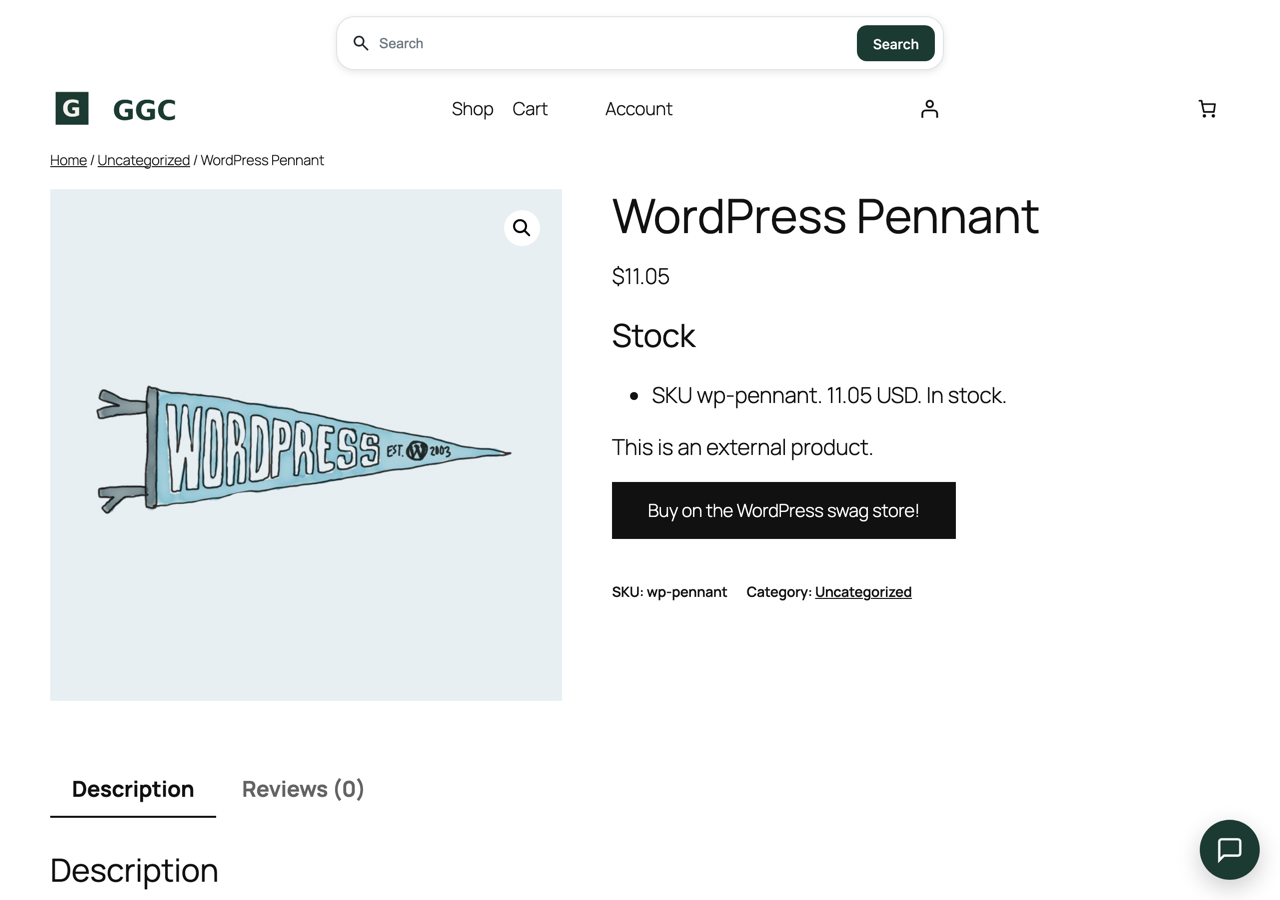 Search
Search
G GGC
Shop Cart Account
Home / Uncategorized / WordPress Pennant
WORDPRESS EST. W 2003
WordPress Pennant
$11.05
Stock
• SKU wp-pennant. 11.05 USD. In stock.
This is an external product.
Buy on the WordPress swag store!
SKU: wp-pennant Category: Uncategorized
Description Reviews (0)
Description